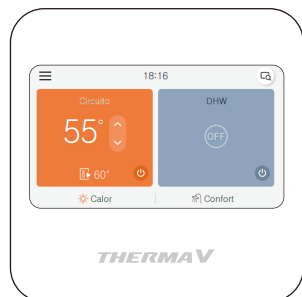 18:16
Circuito
55°
60°
DHW
OFF
Calor
Confort
THERMA V